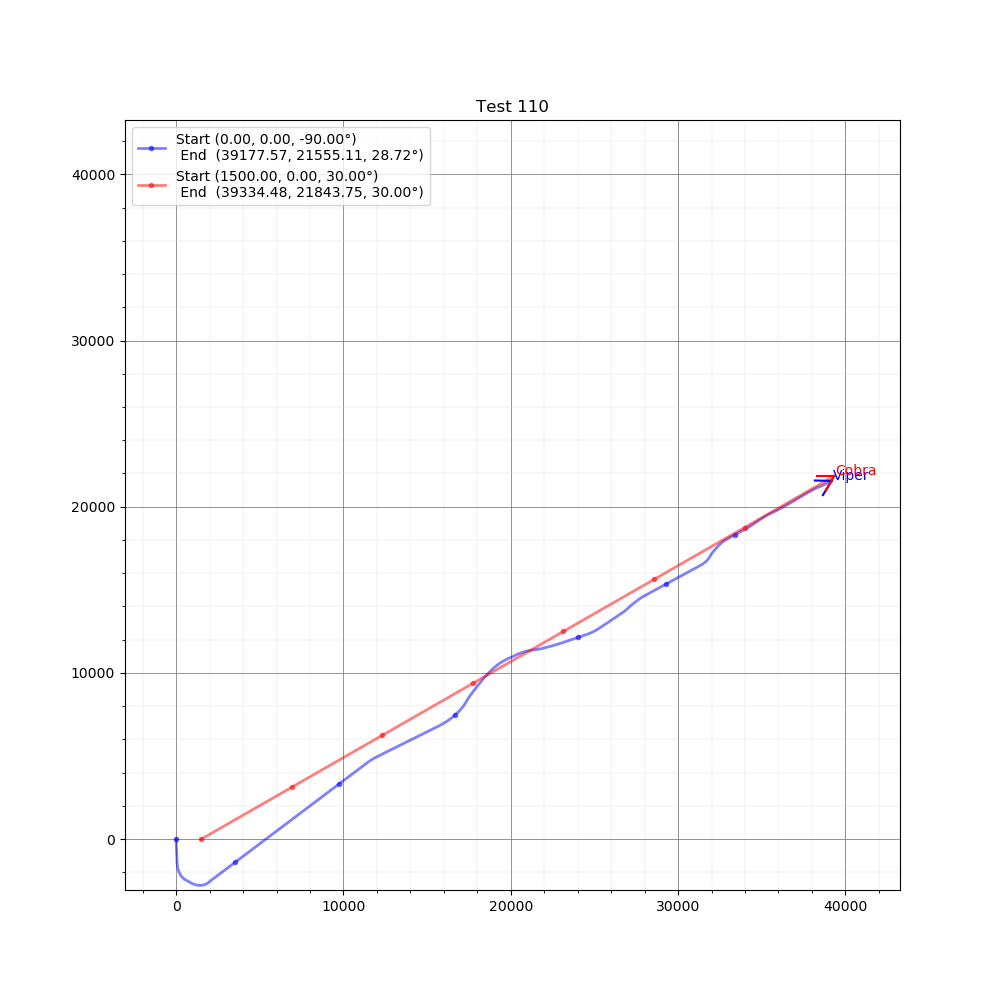 Test 110
Start (0.00, 0.00, -90.00°)
End (39177.57, 21555.11, 28.72°)
Start (1500.00, 0.00, 30.00°)
End (39334.48, 21843.75, 30.00°)
40000
30000
20000
10000
0
Cobra
Viper
0
10000
20000
30000
40000